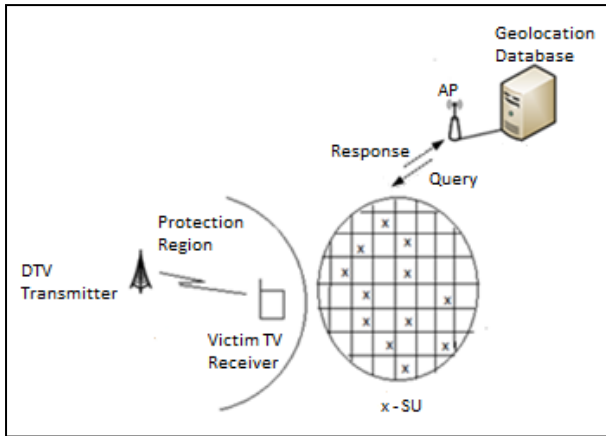 Geolocation
Database
AP
Response
Query
Protection
Region
DTV
Transmitter
Victim TV
Receiver
x
x
x
x
x
x
x
x
x
x
x
x
x - SU